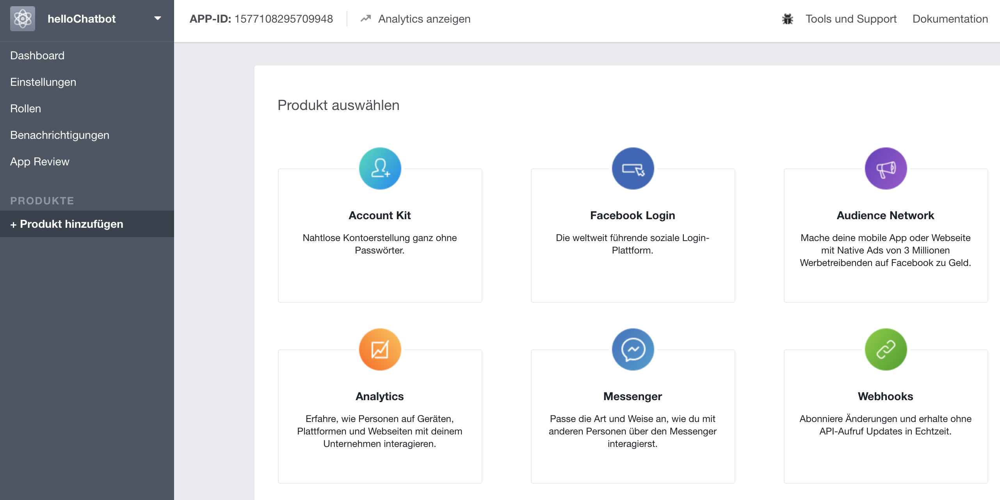 helloChatbot
APP-ID: 1577108295709948
Analytics anzeigen
Tools und Support
Dokumentation
Dashboard
Einstellungen
Rollen
Benachrichtigungen
App Review
PRODUKTE
+ Produkt hinzufügen
Produkt auswählen
Account Kit
Nahtlose Kontoerstellung ganz ohne
Passwörter.
Facebook Login
Die weltweit führende soziale Login-
Plattform.
Audience Network
Mache deine mobile App oder Webseite
mit Native Ads von 3 Millionen
Werbetreibenden auf Facebook zu Geld.
Analytics
Erfahre, wie Personen auf Geräten,
Plattformen und Webseiten mit deinem
Unternehmen interagieren.
Messenger
Passe die Art und Weise an, wie du mit
anderen Personen über den Messenger
interagierst.
Webhooks
Abonniere Änderungen und erhalte ohne
API-Aufruf Updates in Echtzeit.